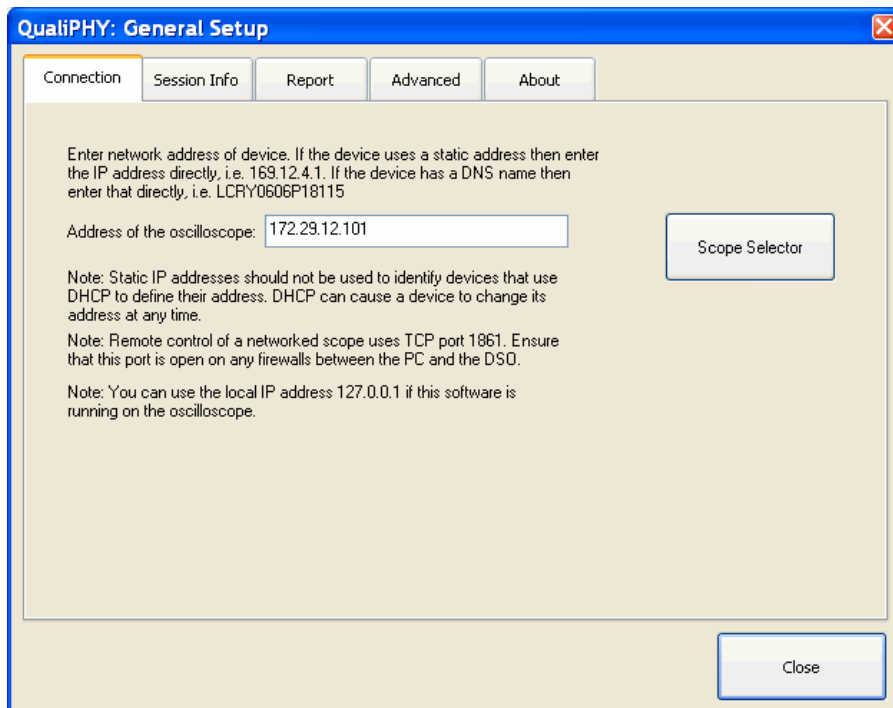 QualiPHY: General Setup
Connection
Session Info
Report
Advanced
About
Enter network address of device. If the device uses a static address then enter
the IP address directly, i.e. 169.12.4.1. If the device has a DNS name then
enter that directly, i.e. LCRY0606P18115
Address of the oscilloscope: 172.29.12.101
Scope Selector
Note: Static IP addresses should not be used to identify devices that use
DHCP to define their address. DHCP can cause a device to change its
address at any time.
Note: Remote control of a networked scope uses TCP port 1861. Ensure
that this port is open on any firewalls between the PC and the DSO.
Note: You can use the local IP address 127.0.0.1 if this software is
running on the oscilloscope.
Close